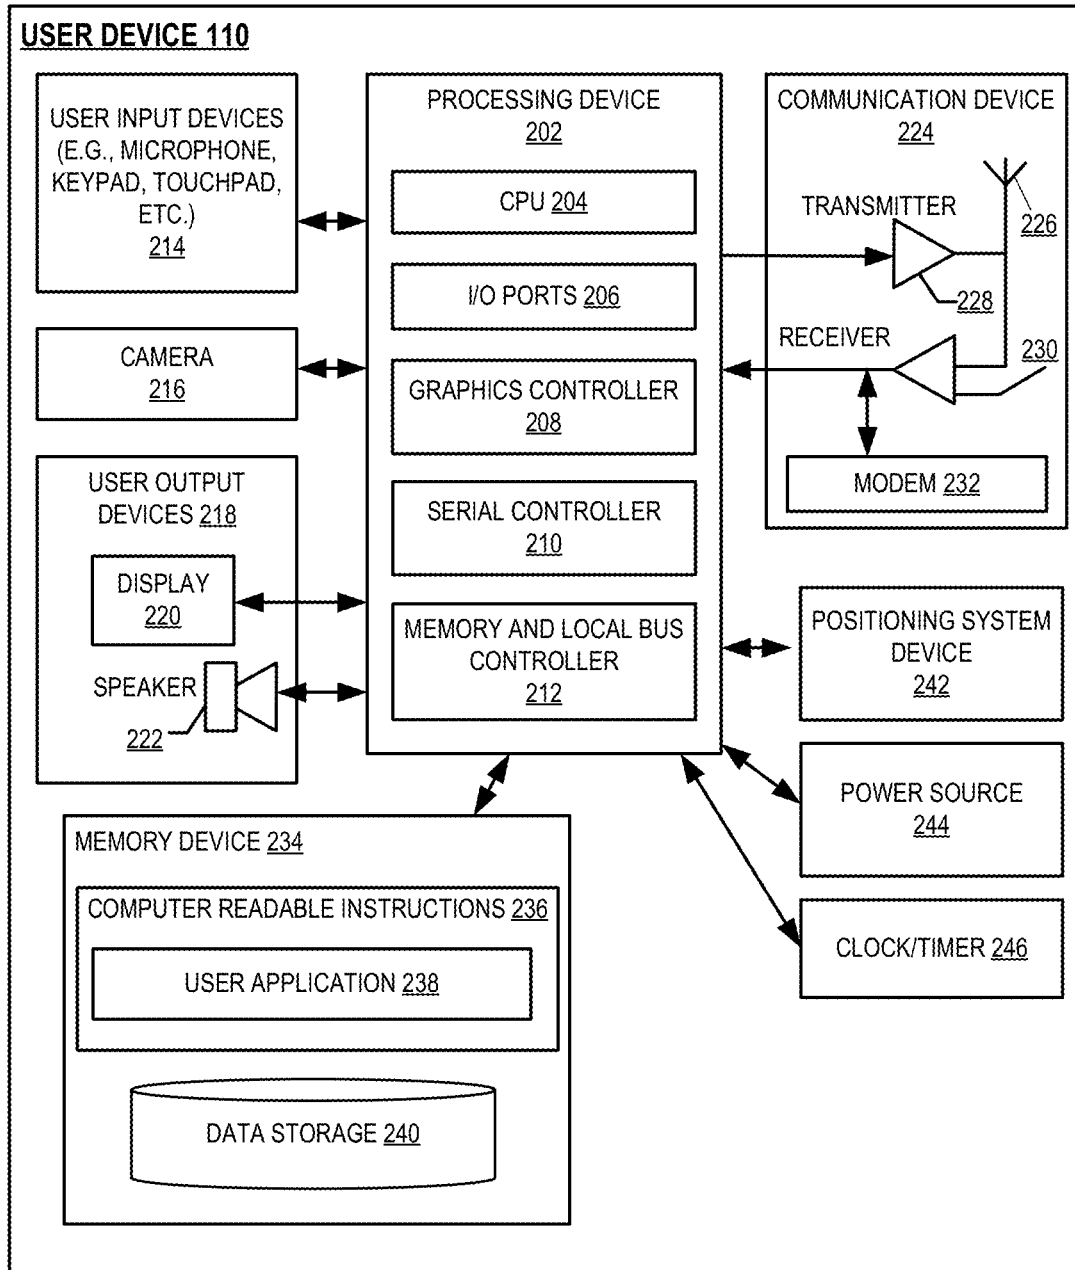 USER DEVICE 110
USER INPUT DEVICES
(E.G., MICROPHONE,
KEYPAD, TOUCHPAD,
ETC.)
214
CAMERA
216
USER OUTPUT
DEVICES 218
DISPLAY
220
SPEAKER
222
PROCESSING DEVICE
202
CPU 204
I/O PORTS 206
GRAPHICS CONTROLLER
208
SERIAL CONTROLLER
210
MEMORY AND LOCAL BUS
CONTROLLER
212
COMMUNICATION DEVICE
224
TRANSMITTER
226
228
RECEIVER
230
MODEM 232
POSITIONING SYSTEM
DEVICE
242
POWER SOURCE
244
CLOCK/TIMER 246
MEMORY DEVICE 234
COMPUTER READABLE INSTRUCTIONS 236
USER APPLICATION 238
DATA STORAGE 240